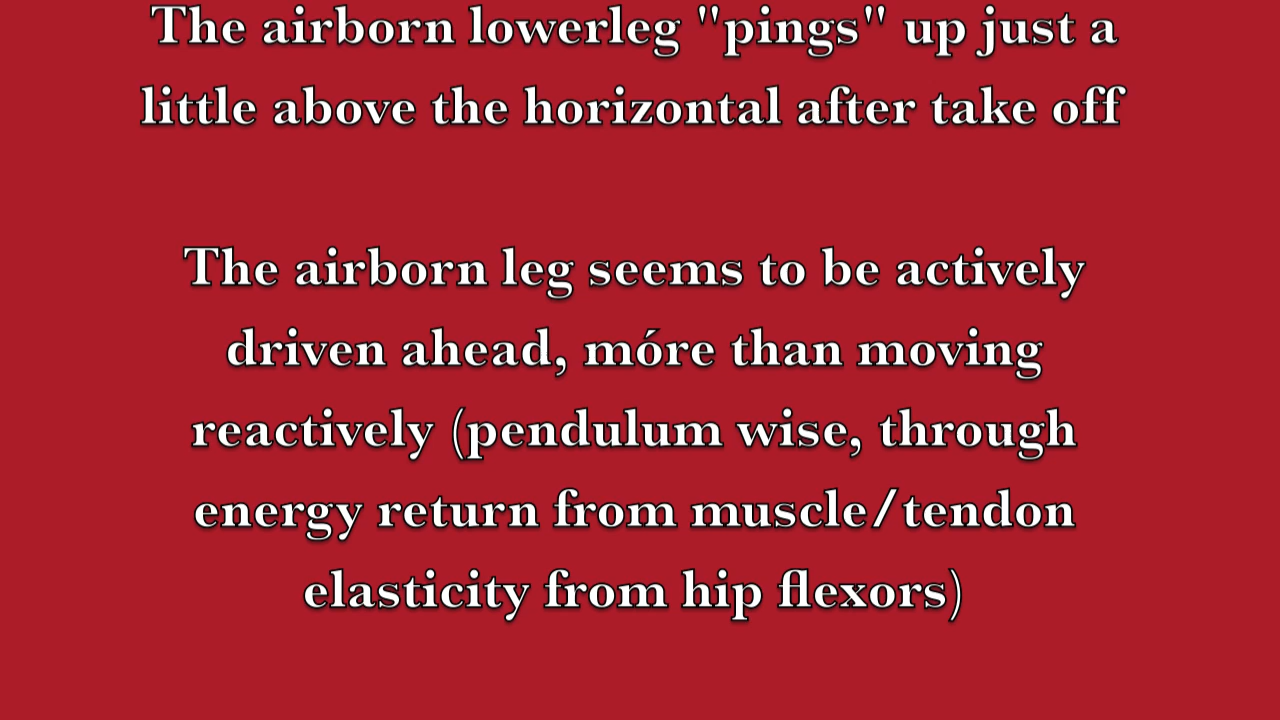 The airborn lowerleg "pings" up just a
little above the horizontal after take off
The airborn leg seems to be actively
driven ahead, móre than moving
reactively (pendulum wise, through
energy return from muscle/tendon
elasticity from hip flexors)